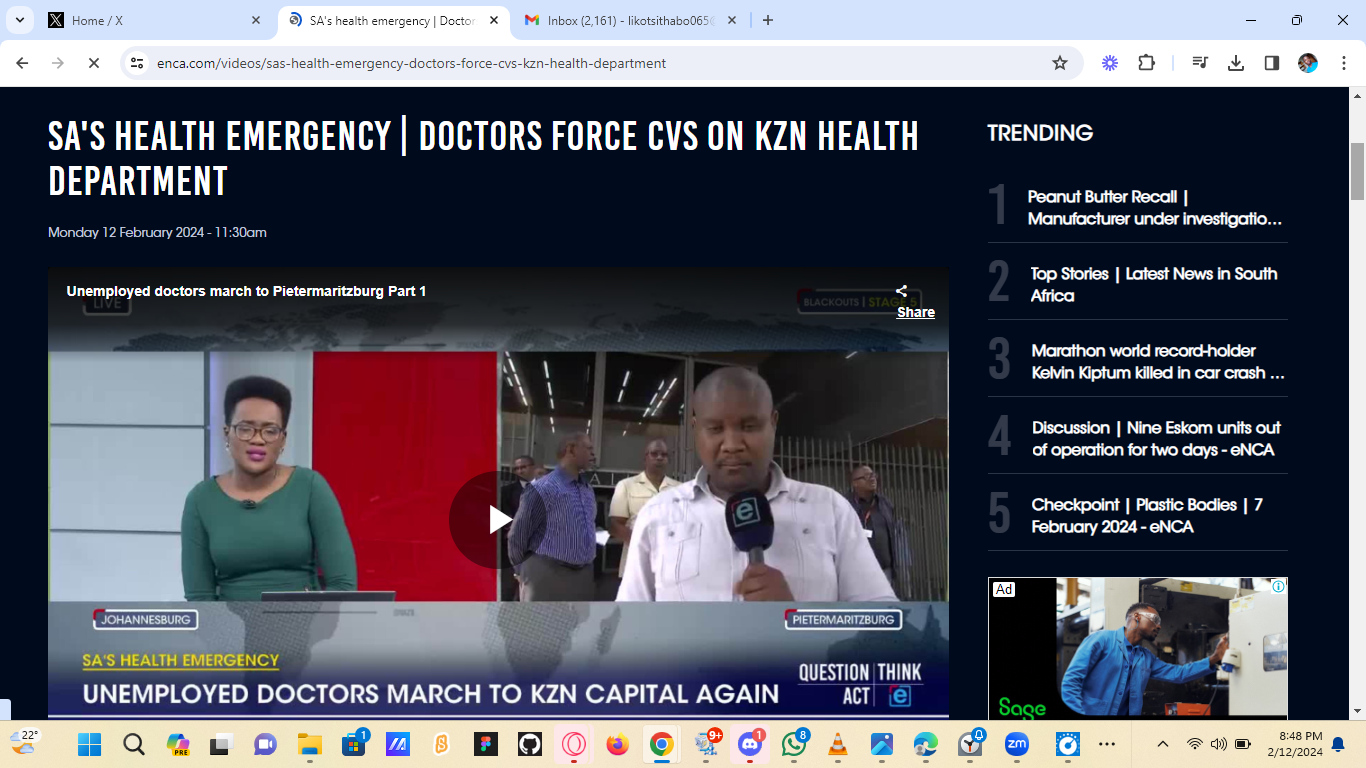 Home / X
SA's health emergency | Doctor
Inbox (2,161) - likotsithabo065
enca.com/videos/sas-health-emergency-doctors-force-cvs-kzn-health-department
SA'S HEALTH EMERGENCY | DOCTORS FORCE CVS ON KZN HEALTH
DEPARTMENT
Monday 12 February 2024 - 11:30am
Unemployed doctors march to Pietermaritzburg Part 1
LIVE
BLACKOUTS | STAGE 5
Share
JOHANNESBURG
PIETERMARITZBURG
SA'S HEALTH EMERGENCY
UNEMPLOYED DOCTORS MARCH TO KZN CAPITAL AGAIN
QUESTION THINK
ACT e
TRENDING
1 Peanut Butter Recall |
Manufacturer under investigatio...
2 Top Stories | Latest News in South
Africa
3 Marathon world record-holder
Kelvin Kiptum killed in car crash ...
4 Discussion | Nine Eskom units out
of operation for two days - eNCA
5 Checkpoint | Plastic Bodies | 7
February 2024 - eNCA
Ad
Sage
22°
PRE
1
9+
1
8
zm
8:48 PM
2/12/2024